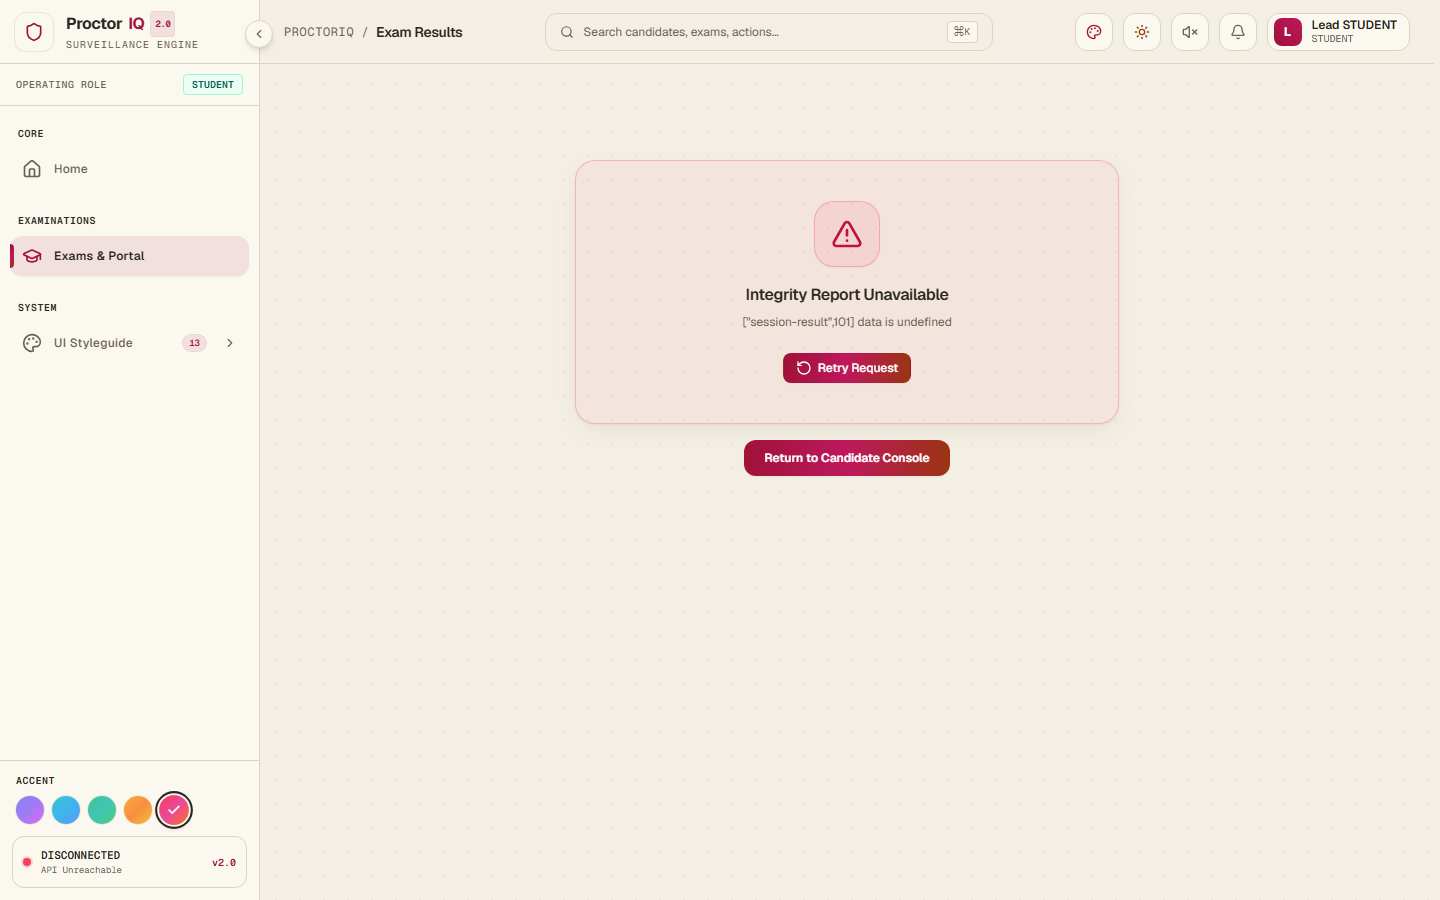 Proctor IQ 2.0
SURVEILLANCE ENGINE
PROCTORIQ / Exam Results
Search candidates, exams, actions...
⌘K
L
Lead STUDENT
STUDENT
OPERATING ROLE
STUDENT
CORE
Home
EXAMINATIONS
Exams & Portal
SYSTEM
UI Styleguide
13
Integrity Report Unavailable
["session-result",101] data is undefined
Retry Request
Return to Candidate Console
ACCENT
DISCONNECTED
API Unreachable
v2.0